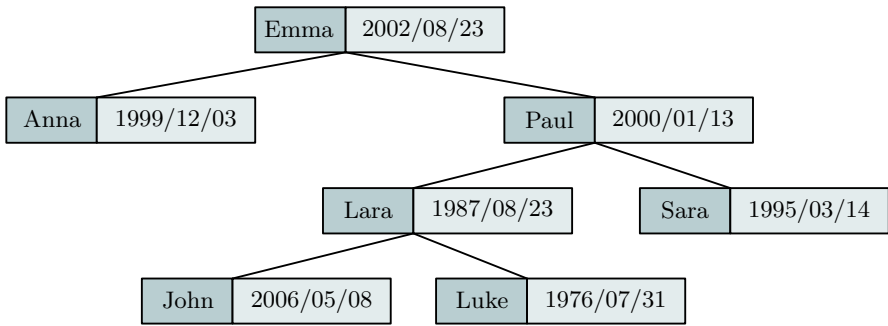 Emma 2002/08/23
Anna 1999/12/03
Paul 2000/01/13
Lara 1987/08/23
Sara 1995/03/14
John 2006/05/08
Luke 1976/07/31